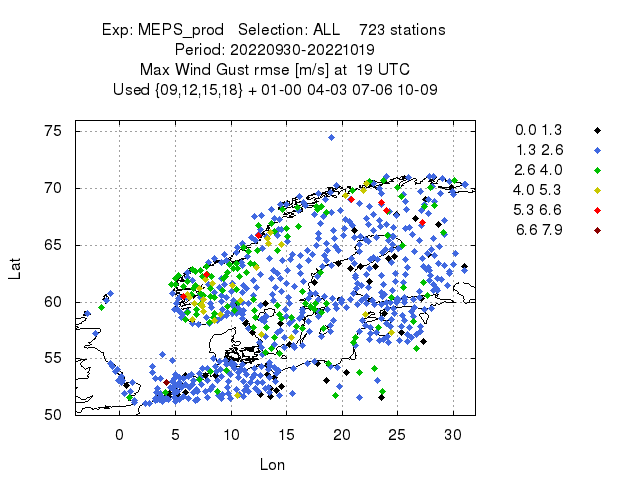 Exp: MEPS_prod   Selection: ALL    723 stations
Period: 20220930-20221019
Max Wind Gust rmse [m/s] at  19 UTC
Used {09,12,15,18} + 01-00 04-03 07-06 10-09
75
70
65
60
55
50
Lat
0 5 10 15 20 25 30
Lon
0.0 1.3
1.3 2.6
2.6 4.0
4.0 5.3
5.3 6.6
6.6 7.9